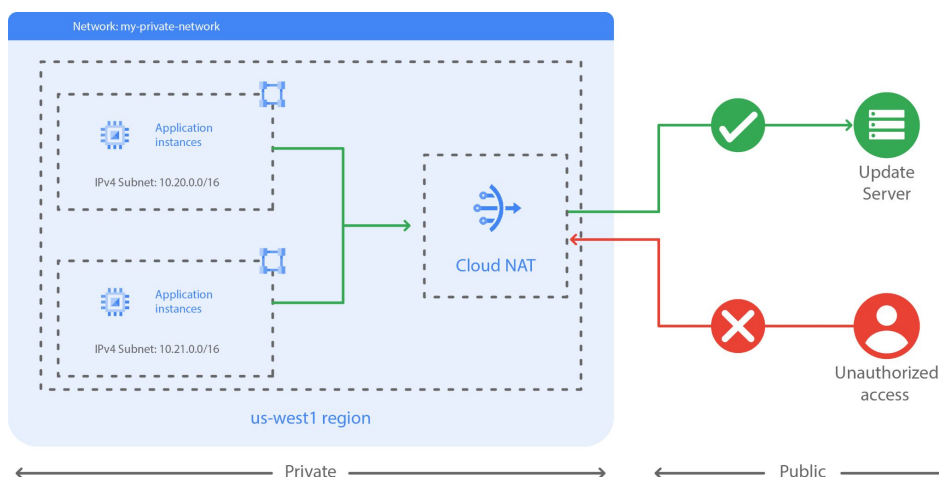 Network: my-private-network
Application
instances
IPv4 Subnet: 10.20.0.0/16
Application
instances
IPv4 Subnet: 10.21.0.0/16
Cloud NAT
us-west1 region
Update
Server
Unauthorized
access
Private
Public